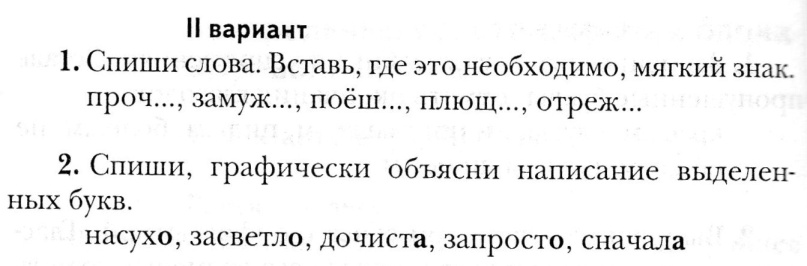 II вариант
1. Спиши слова. Вставь, где это необходимо, мягкий знак.
проч..., замуж..., поёш..., плющ..., отреж...
2. Спиши, графически объясни написание выделен-
ных букв.
насухо, засветло, дочиста, запросто, сначала